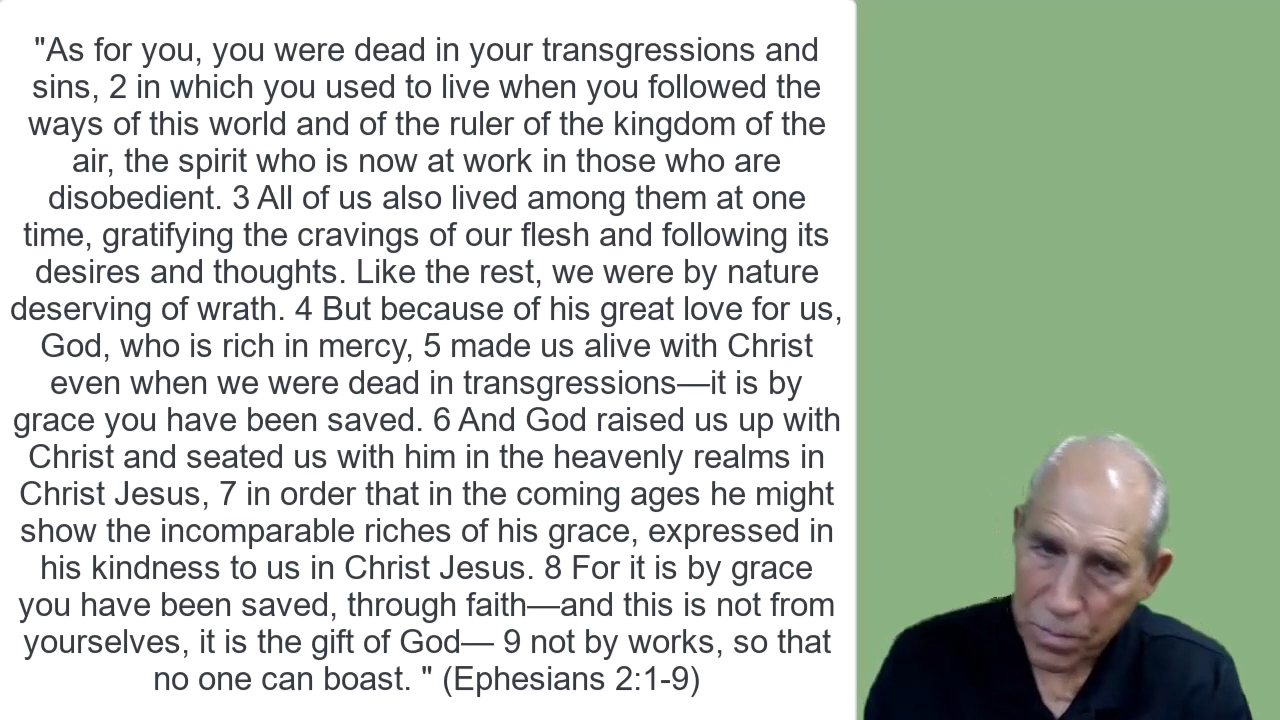 "As for you, you were dead in your transgressions and
sins, 2 in which you used to live when you followed the
ways of this world and of the ruler of the kingdom of the
air, the spirit who is now at work in those who are
disobedient. 3 All of us also lived among them at one
time, gratifying the cravings of our flesh and following its
desires and thoughts. Like the rest, we were by nature
deserving of wrath. 4 But because of his great love for us,
God, who is rich in mercy, 5 made us alive with Christ
even when we were dead in transgressions—it is by
grace you have been saved. 6 And God raised us up with
Christ and seated us with him in the heavenly realms in
Christ Jesus, 7 in order that in the coming ages he might
show the incomparable riches of his grace, expressed in
his kindness to us in Christ Jesus. 8 For it is by grace
you have been saved, through faith—and this is not from
yourselves, it is the gift of God— 9 not by works, so that
no one can boast. " (Ephesians 2:1-9)